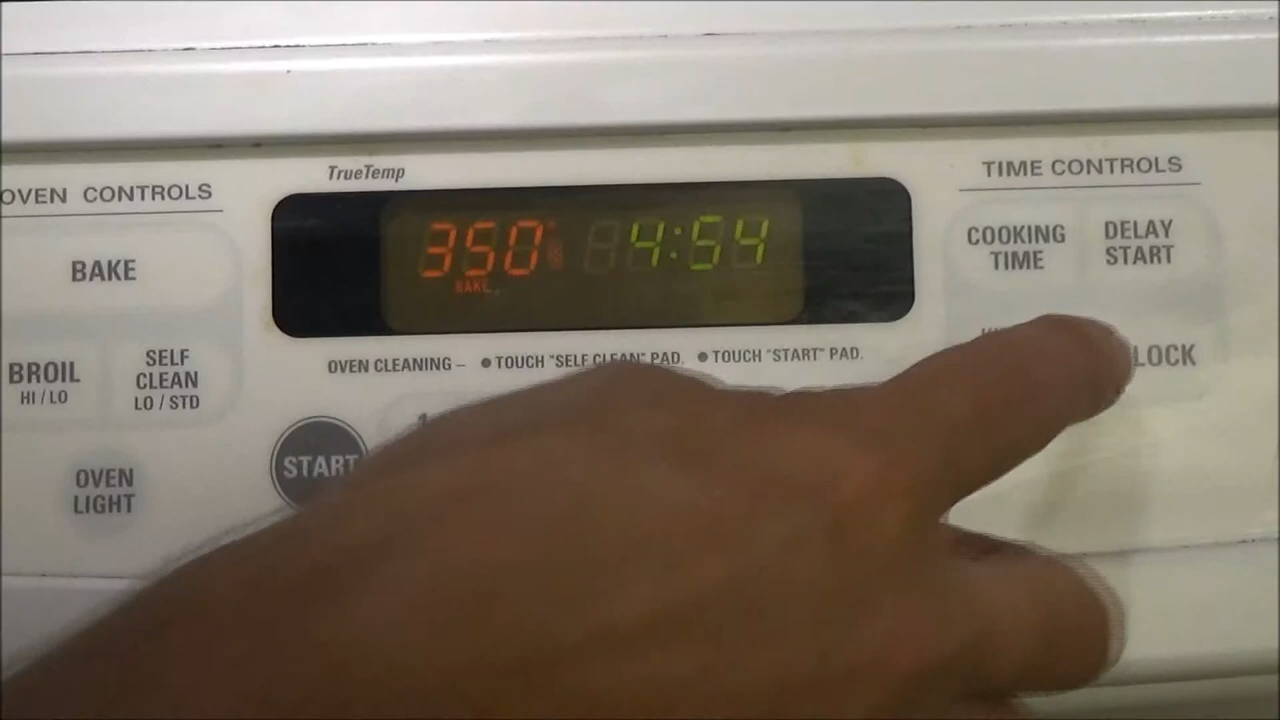 TrueTemp
OVEN CONTROLS
TIME CONTROLS
BAKE
350 4:54
BAKE
COOKING
TIME
DELAY
START
BROIL
HI / LO
SELF
CLEAN
LO / STD
OVEN CLEANING – ● TOUCH "SELF CLEAN" PAD. ● TOUCH "START" PAD.
LOCK
START
OVEN
LIGHT